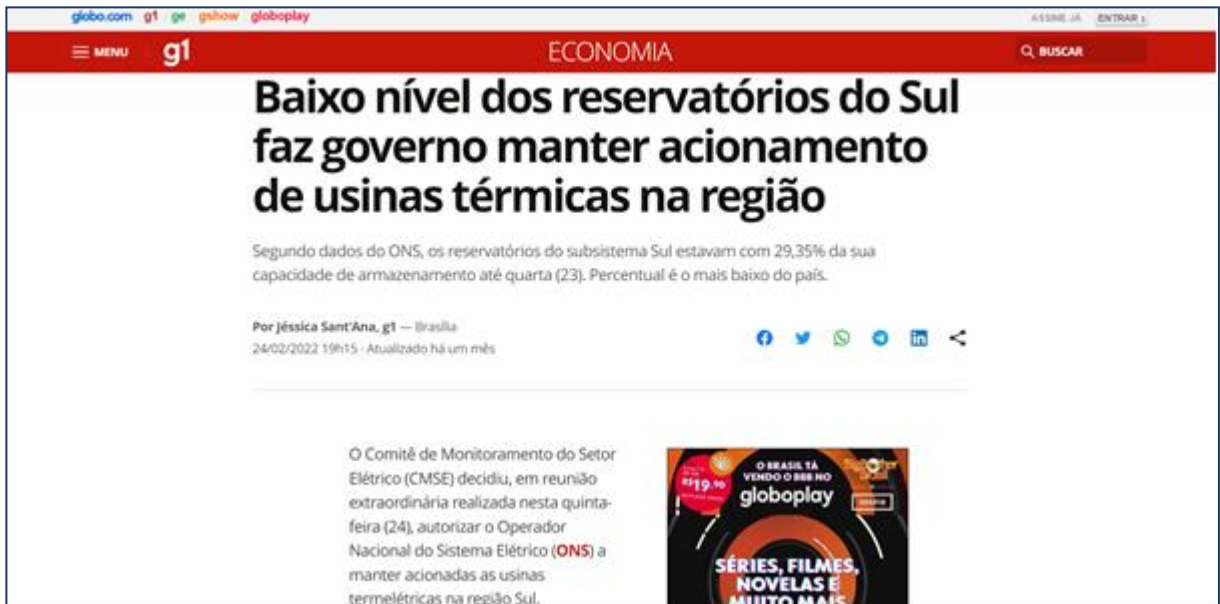 globo.com g1 ge gshow globoplay
ASSINE JÁ ENTRAR ›
MENU g1 ECONOMIA BUSCAR
Baixo nível dos reservatórios do Sul
faz governo manter acionamento
de usinas térmicas na região
Segundo dados do ONS, os reservatórios do subsistema Sul estavam com 29,35% da sua
capacidade de armazenamento até quarta (23). Percentual é o mais baixo do país.
Por Jéssica Sant'Ana, g1 — Brasília
24/02/2022 19h15 · Atualizado há um mês
O Comitê de Monitoramento do Setor
Elétrico (CMSE) decidiu, em reunião
extraordinária realizada nesta quinta-
feira (24), autorizar o Operador
Nacional do Sistema Elétrico (ONS) a
manter acionadas as usinas
termelétricas na região Sul.
R$19,90
O BRASIL TÁ
VENDO O BBB NO
globoplay
SÉRIES, FILMES,
NOVELAS E
MUITO MAIS